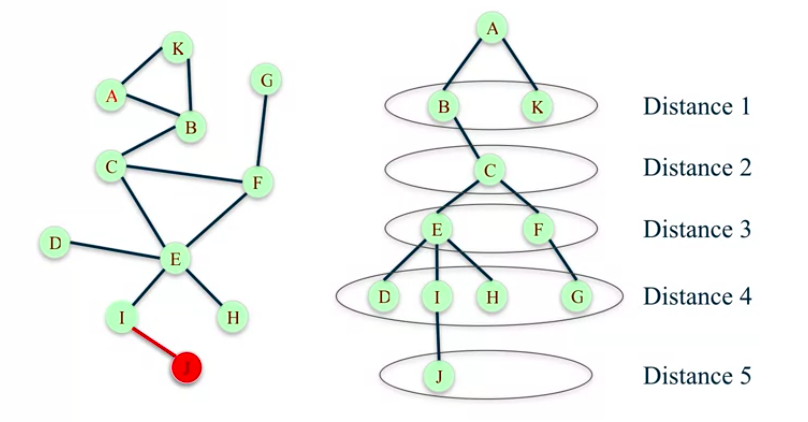 K
G
A
B
C
F
D
E
I
H
J
A
B K Distance 1
C Distance 2
E F Distance 3
D I H G Distance 4
J Distance 5